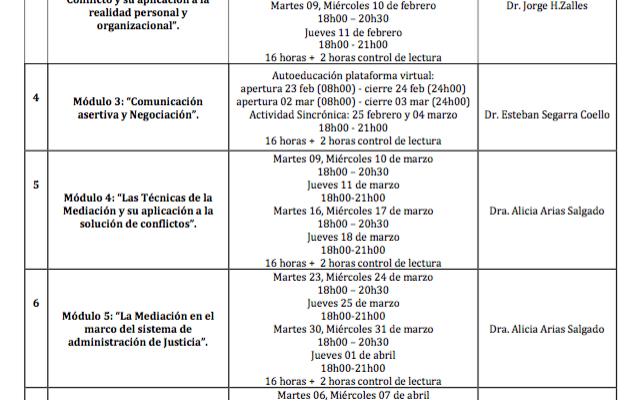 Conflicto y su aplicación a la
realidad personal y
organizacional”.
Martes 09, Miércoles 10 de febrero
18h00 – 20h30
Jueves 11 de febrero
18h00 - 21h00
16 horas + 2 horas control de lectura
Dr. Jorge H.Zalles
4
Módulo 3: “Comunicación
asertiva y Negociación”.
Autoeducación plataforma virtual:
apertura 23 feb (08h00) - cierre 24 feb (24h00)
apertura 02 mar (08h00) - cierre 03 mar (24h00)
Actividad Sincrónica: 25 febrero y 04 marzo
18h00 - 21h00
16 horas + 2 horas control de lectura
Dr. Esteban Segarra Coello
5
Módulo 4: “Las Técnicas de la
Mediación y su aplicación a la
solución de conflictos”.
Martes 09, Miércoles 10 de marzo
18h00 – 20h30
Jueves 11 de marzo
18h00-21h00
Martes 16, Miércoles 17 de marzo
18h00 – 20h30
Jueves 18 de marzo
18h00-21h00
16 horas + 2 horas control de lectura
Dra. Alicia Arias Salgado
6
Módulo 5: “La Mediación en el
marco del sistema de
administración de Justicia”.
Martes 23, Miércoles 24 de marzo
18h00 – 20h30
Jueves 25 de marzo
18h00-21h00
Martes 30, Miércoles 31 de marzo
18h00 – 20h30
Jueves 01 de abril
18h00-21h00
16 horas + 2 horas control de lectura
Dra. Alicia Arias Salgado
Martes 06, Miércoles 07 de abril